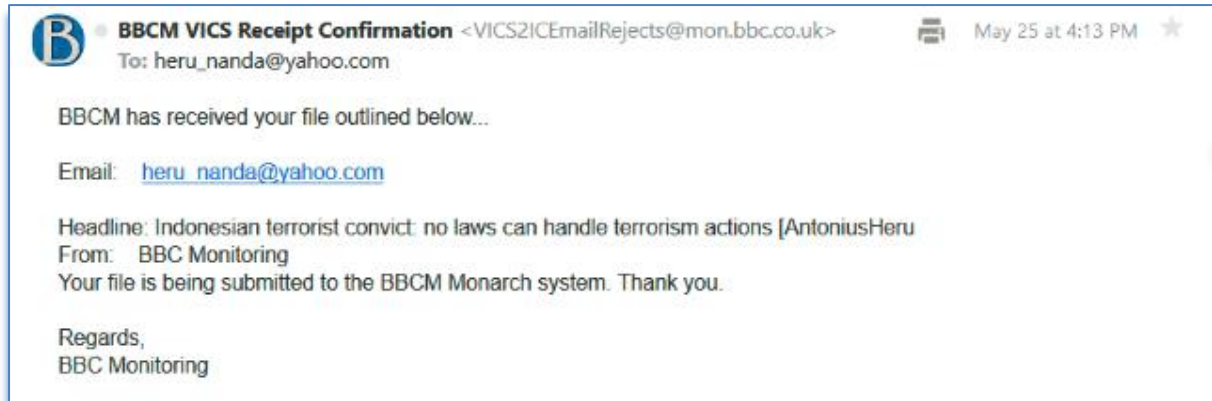 B BBCM VICS Receipt Confirmation <VICS2ICEmailRejects@mon.bbc.co.uk> May 25 at 4:13 PM
To: heru_nanda@yahoo.com
BBCM has received your file outlined below...
Email: heru_nanda@yahoo.com
Headline: Indonesian terrorist convict: no laws can handle terrorism actions [AntoniusHeru
From: BBC Monitoring
Your file is being submitted to the BBCM Monarch system. Thank you.
Regards,
BBC Monitoring